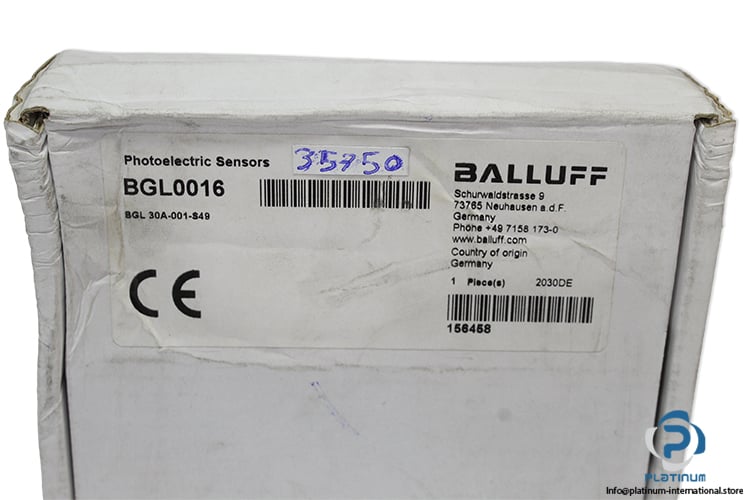 Photoelectric Sensors
35750
BGL0016
BGL 30A-001-S49
CE
BALLUFF
Schurwaldstrasse 9
73765 Neuhausen a.d.F.
Germany
Phone +49 7158 173-0
www.balluff.com
Country of origin
Germany
1 Piece(s) 2030DE
156458
PLATINUM
Info@platinum-international.store